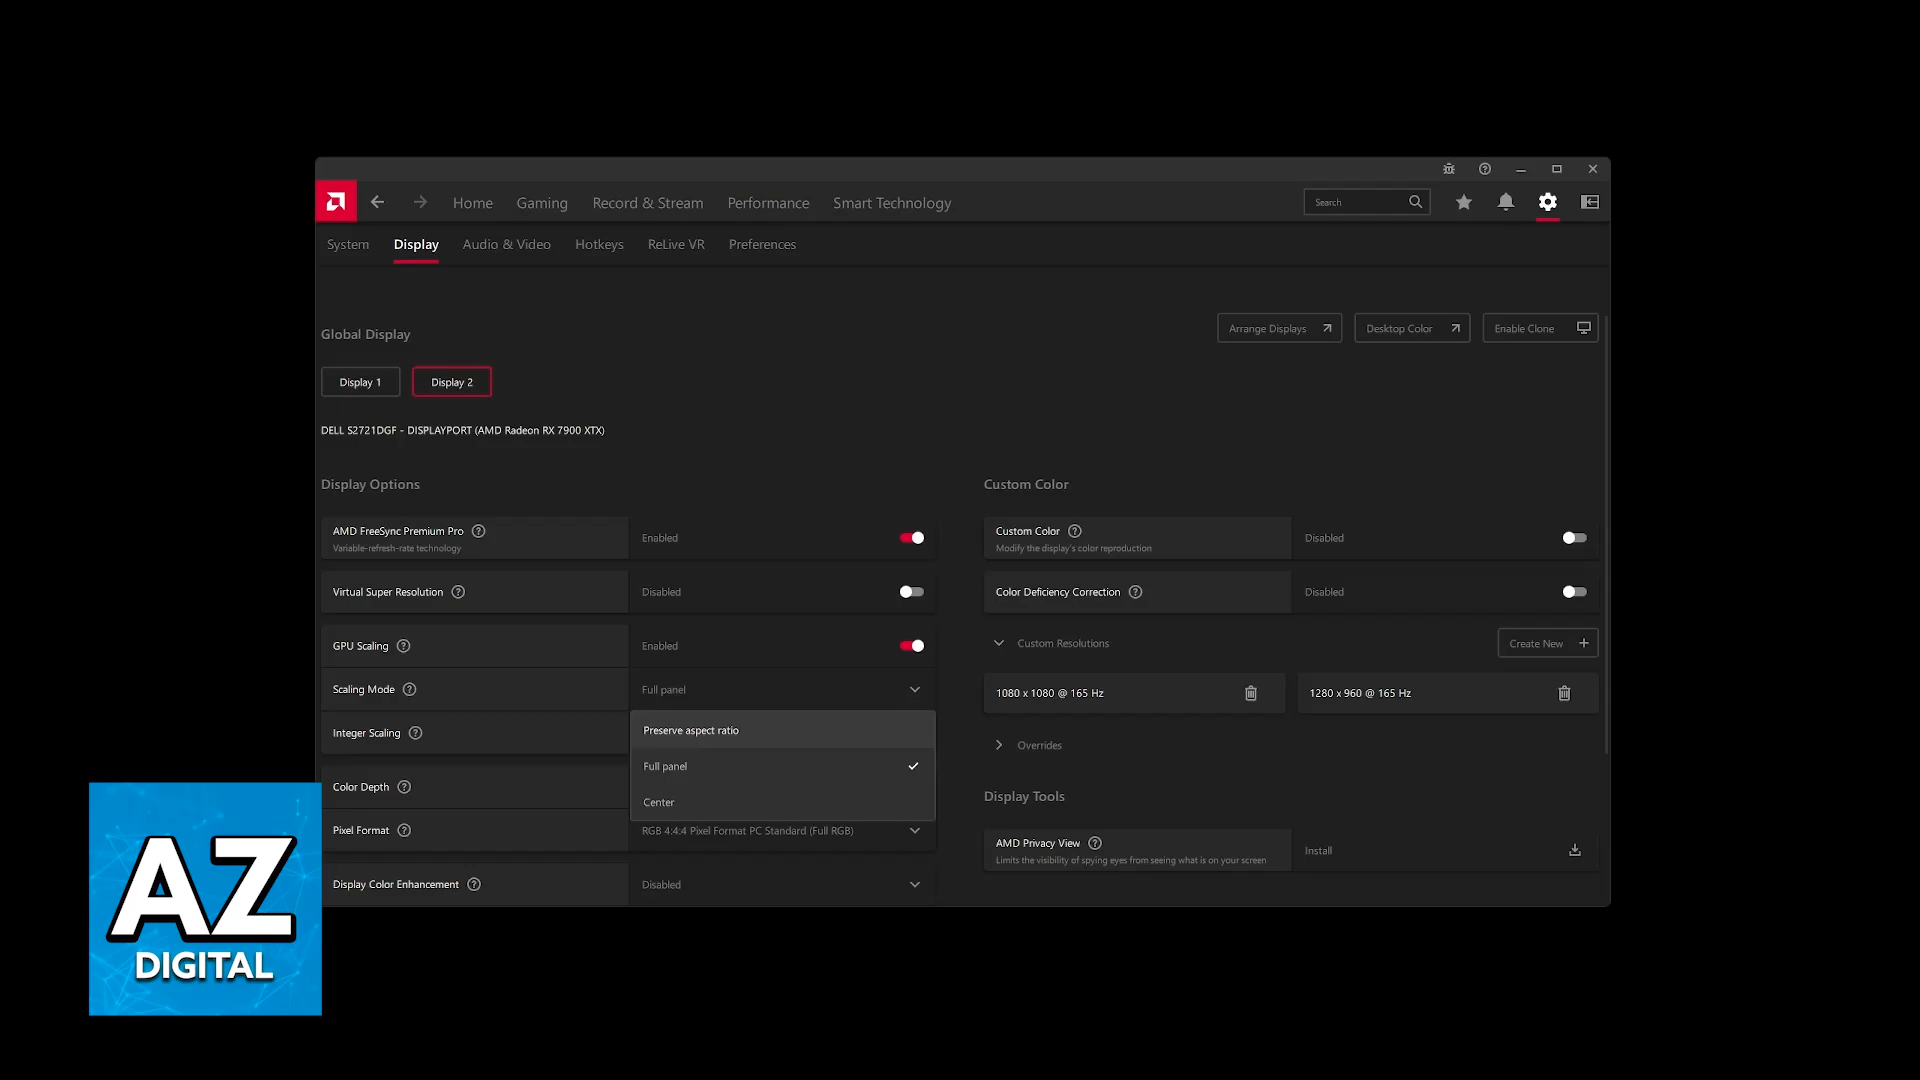 Home Gaming Record & Stream Performance Smart Technology Search
System Display Audio & Video Hotkeys ReLive VR Preferences
Global Display
Arrange Displays Desktop Color Enable Clone
Display 1 Display 2
DELL S2721DGF - DISPLAYPORT (AMD Radeon RX 7900 XTX)
Display Options
AMD FreeSync Premium Pro
Variable-refresh-rate technology
Enabled
Virtual Super Resolution Disabled
GPU Scaling Enabled
Scaling Mode Full panel
Integer Scaling
Preserve aspect ratio
Full panel
Center
Color Depth
Pixel Format RGB 4:4:4 Pixel Format PC Standard (Full RGB)
Display Color Enhancement Disabled
Custom Color
Custom Color
Modify the display's color reproduction
Disabled
Color Deficiency Correction Disabled
Custom Resolutions Create New
1080 x 1080 @ 165 Hz 1280 x 960 @ 165 Hz
Overrides
Display Tools
AMD Privacy View
Limits the visibility of spying eyes from seeing what is on your screen
Install
AZ
DIGITAL